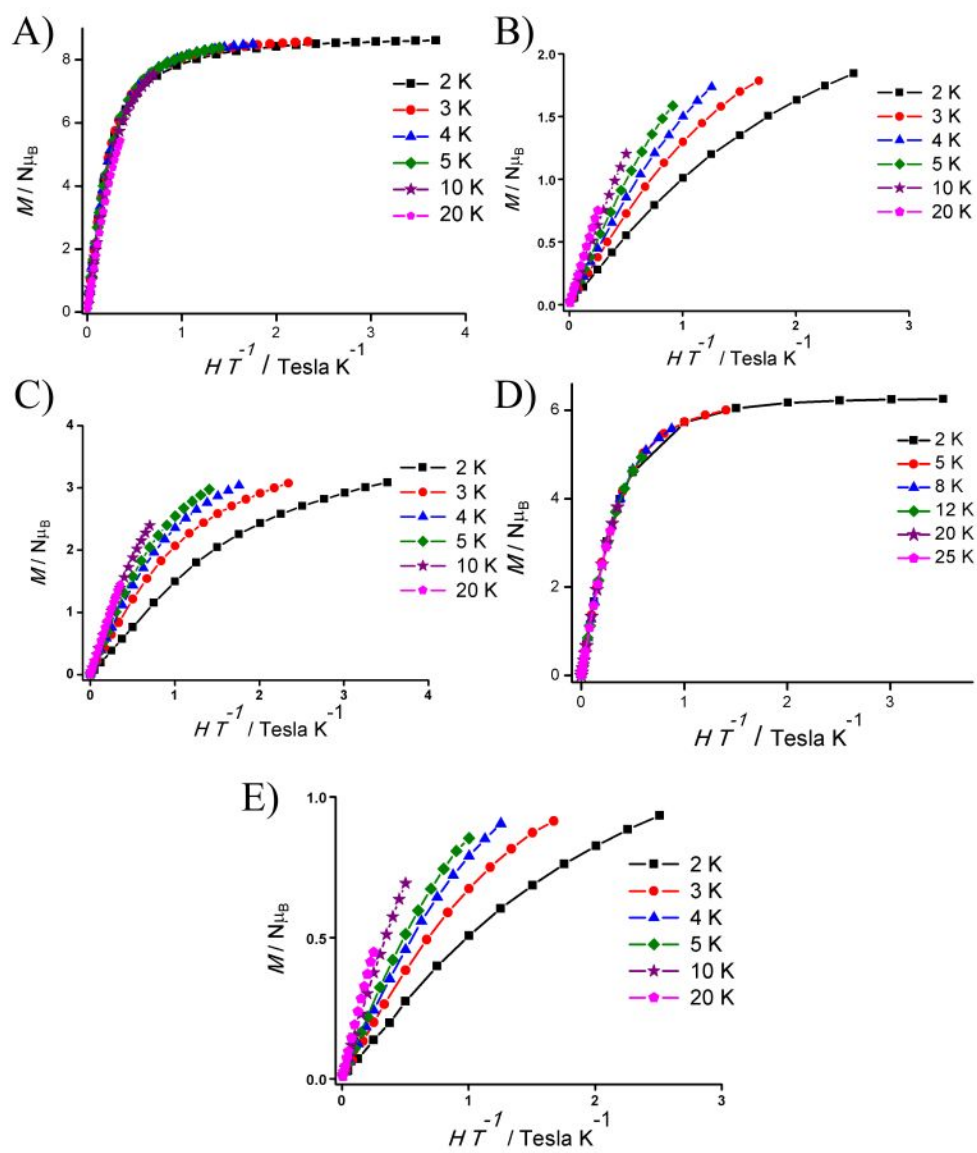 A)
8
6
4
2
0
M / NμB
2 K
3 K
4 K
5 K
10 K
20 K
0 1 2 3 4
H T⁻¹ / Tesla K⁻¹
B)
2.0
1.5
1.0
0.5
0.0
M / NμB
2 K
3 K
4 K
5 K
10 K
20 K
0 1 2 3
H T⁻¹ / Tesla K⁻¹
C)
4
3
2
1
0
M / NμB
2 K
3 K
4 K
5 K
10 K
20 K
0 1 2 3 4
H T⁻¹ / Tesla K⁻¹
D)
6
4
2
0
M / NμB
2 K
5 K
8 K
12 K
20 K
25 K
0 1 2 3
H T⁻¹ / Tesla K⁻¹
E)
1.0
0.5
0.0
M / NμB
2 K
3 K
4 K
5 K
10 K
20 K
0 1 2 3
H T⁻¹ / Tesla K⁻¹